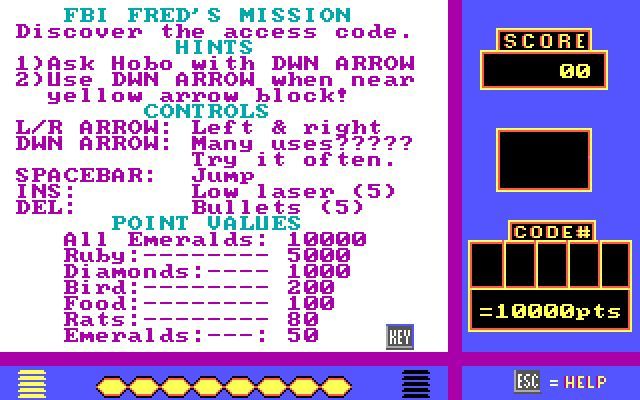 FBI FRED'S MISSION
Discover the access code.
HINTS
1)Ask Hobo with DWN ARROW
2)Use DWN ARROW when near
yellow arrow block!
CONTROLS
L/R ARROW: Left & right
DWN ARROW: Many uses?????
Try it often.
SPACEBAR: Jump
INS: Low laser (5)
DEL: Bullets (5)
POINT VALUES
All Emeralds: 10000
Ruby:-------- 5000
Diamonds:---- 1000
Bird:-------- 200
Food:-------- 100
Rats:-------- 80
Emeralds:---: 50
KEY
SCORE
00
CODE#
=10000pts
ESC = HELP